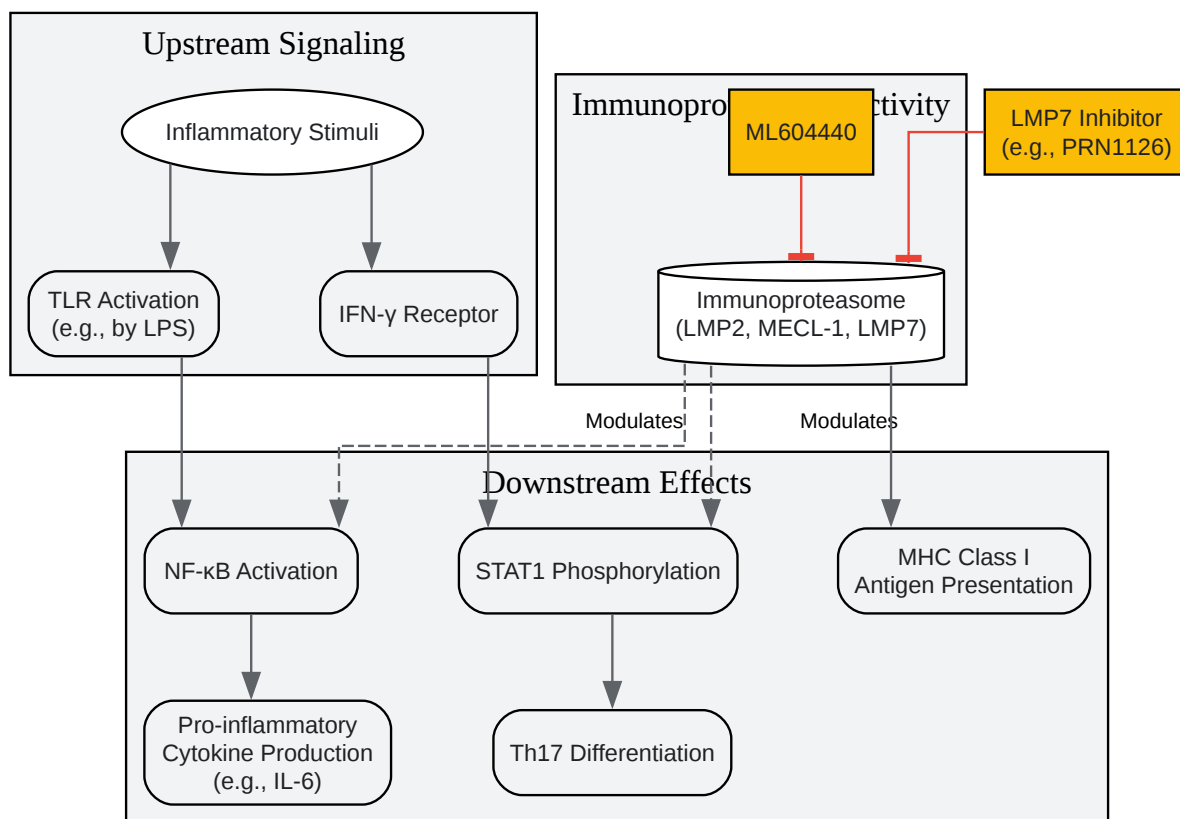 Upstream Signaling
Inflammatory Stimuli
TLR Activation
(e.g., by LPS)
IFN-γ Receptor
ML604440
LMP7 Inhibitor
(e.g., PRN1126)
Immunoproteasome
(LMP2, MECL-1, LMP7)
Modulates
Modulates
Downstream Effects
NF-κB Activation
STAT1 Phosphorylation
MHC Class I
Antigen Presentation
Pro-inflammatory
Cytokine Production
(e.g., IL-6)
Th17 Differentiation